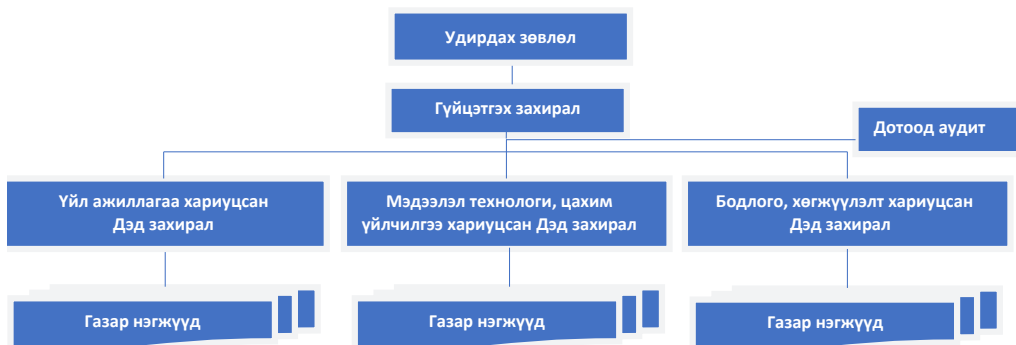 Удирдах зөвлөл
Гүйцэтгэх захирал
Дотоод аудит
Үйл ажиллагаа хариуцсан
Дэд захирал
Мэдээлэл технологи, цахим
үйлчилгээ хариуцсан Дэд захирал
Бодлого, хөгжүүлэлт хариуцсан
Дэд захирал
Газар нэгжүүд
Газар нэгжүүд
Газар нэгжүүд